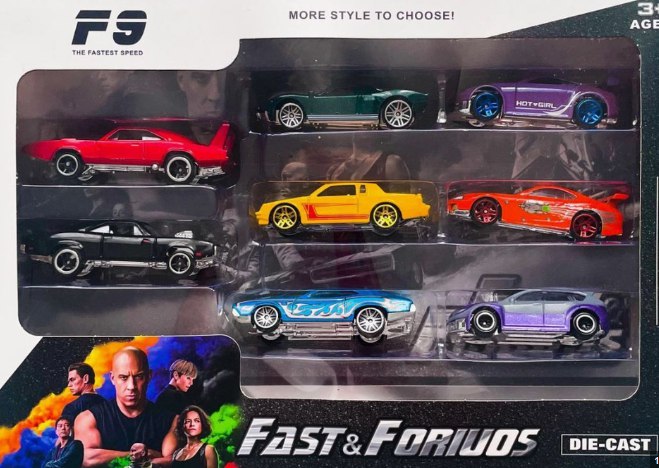 F9
THE FASTEST SPEED
MORE STYLE TO CHOOSE!
3+
AGE
HOT♥GIRL
FAST & FORIUOS
DIE-CAST